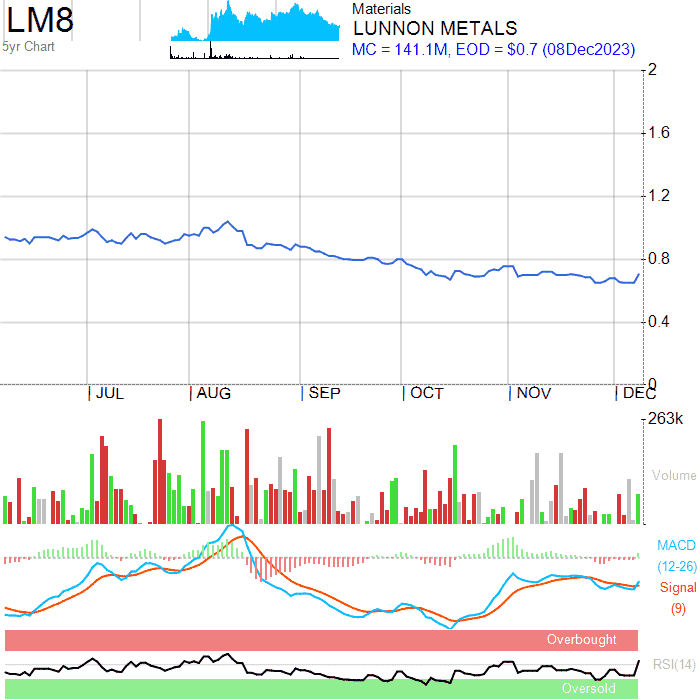 LM8
5yr Chart
Materials
LUNNON METALS
MC = 141.1M, EOD = $0.7 (08Dec2023)
2
1.6
1.2
0.8
0.4
0
JUL AUG SEP OCT NOV DEC
263k
Volume
MACD
(12-26)
Signal
(9)
Overbought
RSI(14)
Oversold